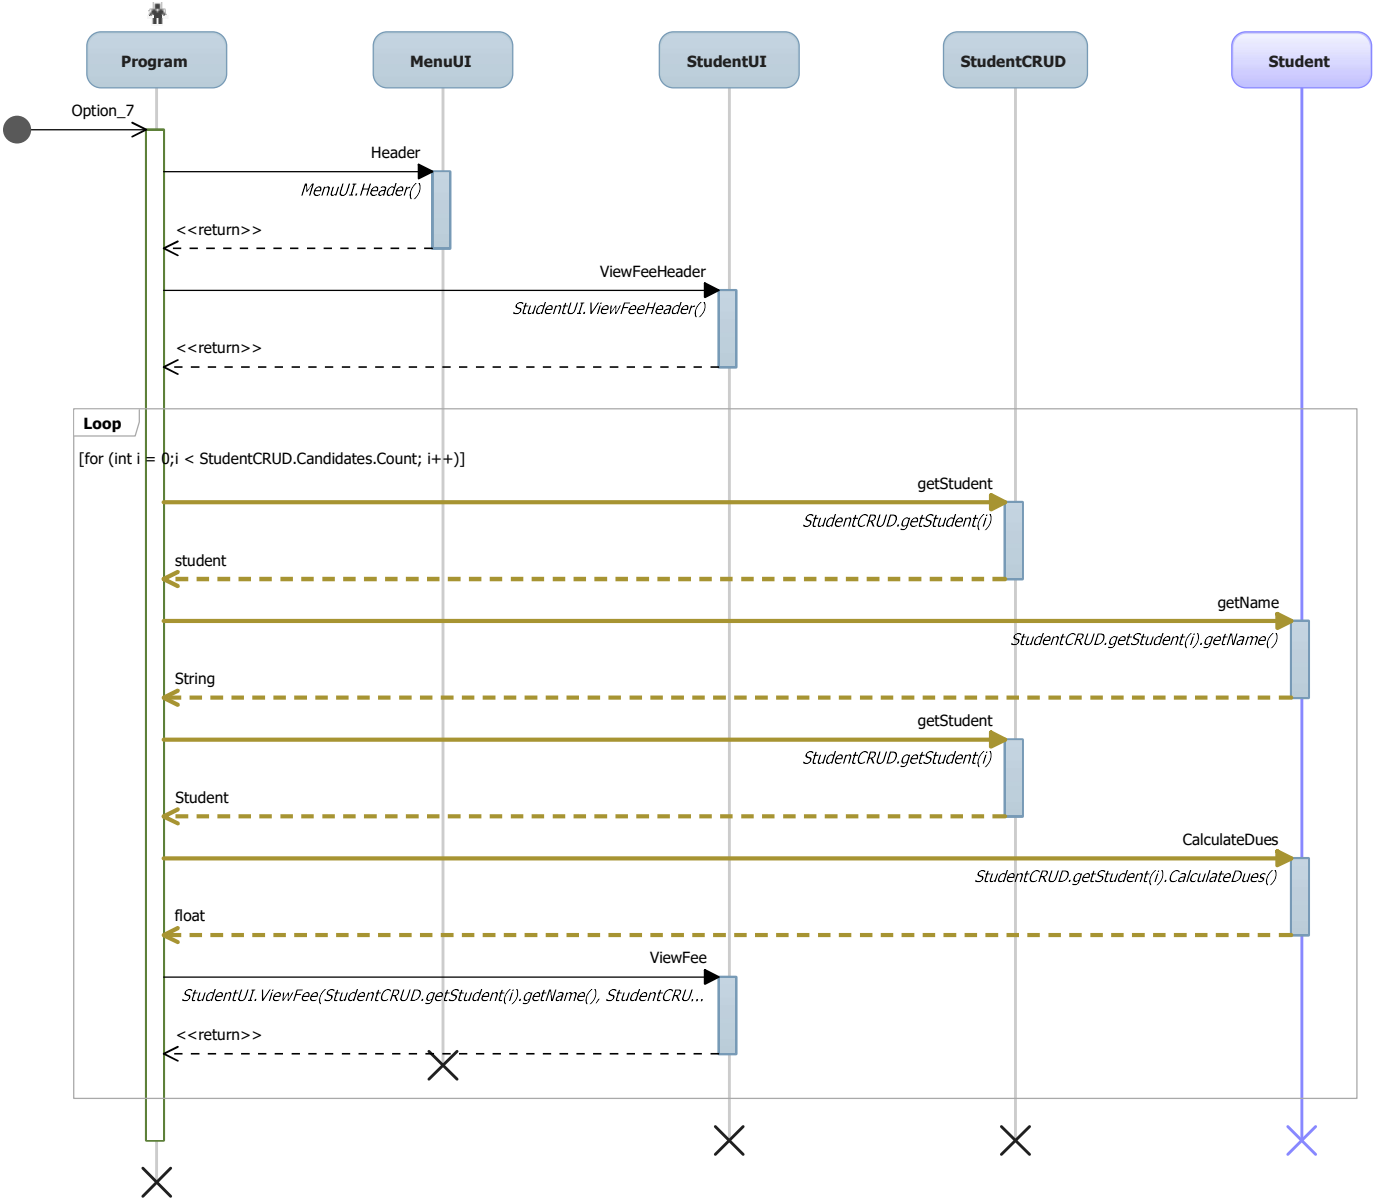 Program
MenuUI
StudentUI
StudentCRUD
Student
Option_7
Header
MenuUI.Header()
<<return>>
ViewFeeHeader
StudentUI.ViewFeeHeader()
<<return>>
Loop
[for (int i = 0;i < StudentCRUD.Candidates.Count; i++)]
getStudent
StudentCRUD.getStudent(i)
student
getName
StudentCRUD.getStudent(i).getName()
String
getStudent
StudentCRUD.getStudent(i)
Student
CalculateDues
StudentCRUD.getStudent(i).CalculateDues()
float
ViewFee
StudentUI.ViewFee(StudentCRUD.getStudent(i).getName(), StudentCRU...
<<return>>